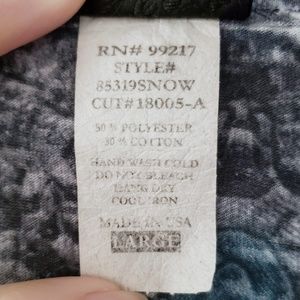 RN# 99217
STYLE#
85319SNOW
CUT#18005-A
50 % POLYESTER
50 % COTTON
HAND WASH COLD
DO NOT BLEACH
HANG DRY
COOL IRON
MADE IN USA
LARGE